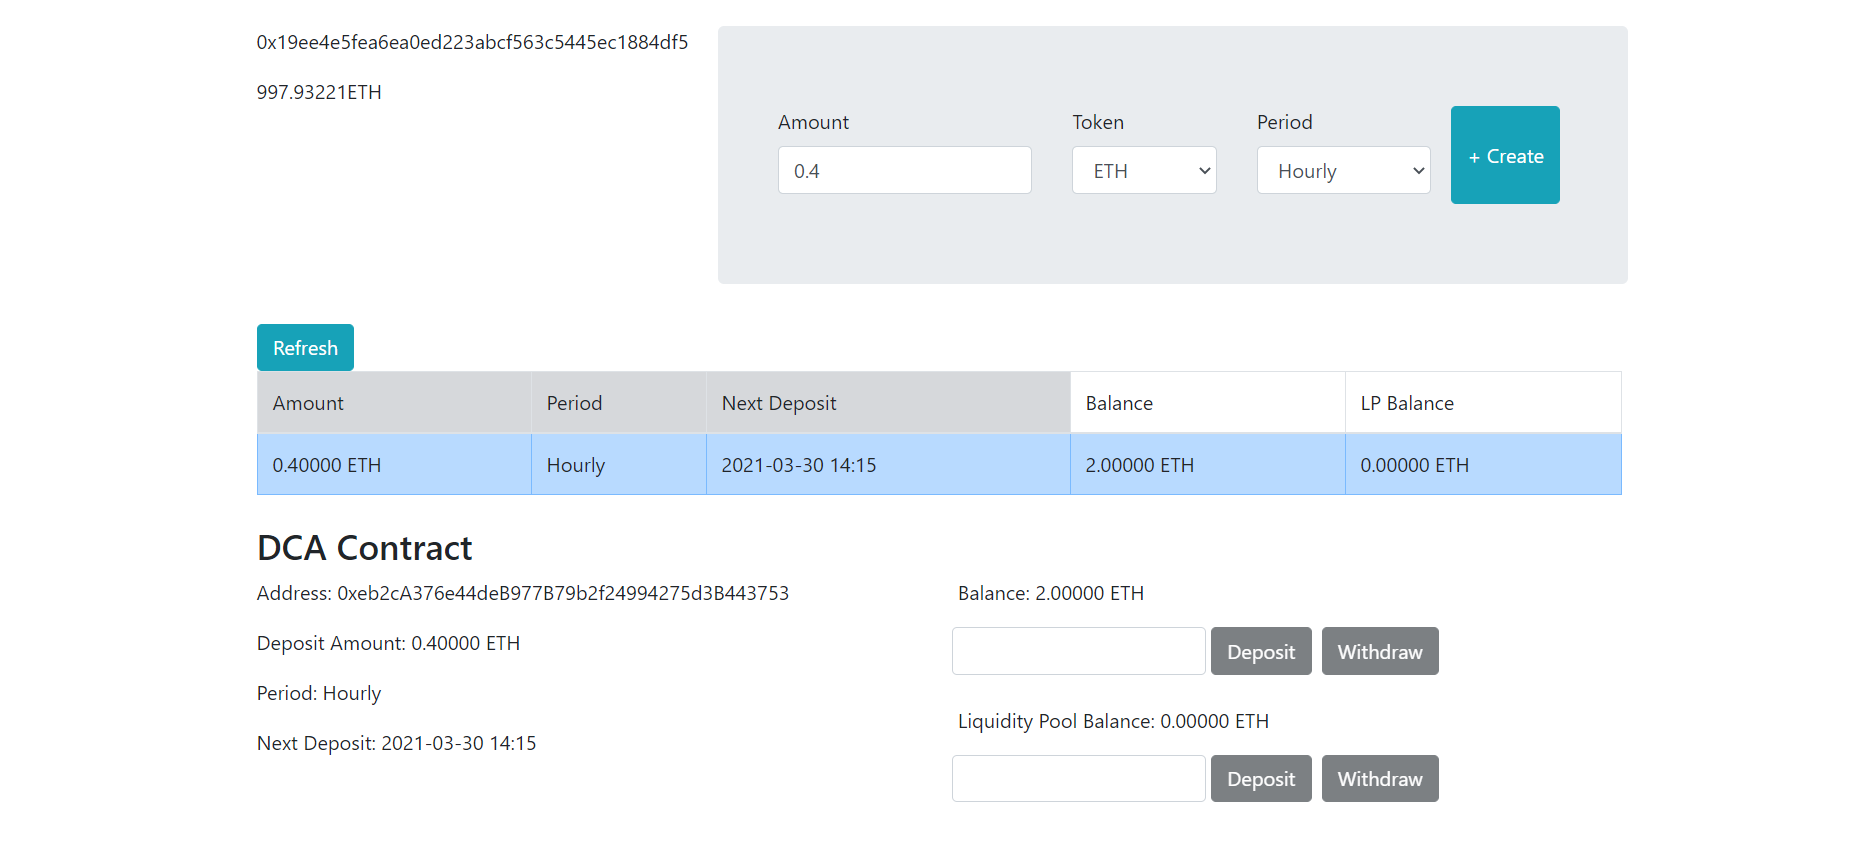 0x19ee4e5fea6ea0ed223abcf563c5445ec1884df5
997.93221ETH
Amount Token Period
0.4 ETH Hourly
+ Create
Refresh
Amount Period Next Deposit Balance LP Balance
0.40000 ETH Hourly 2021-03-30 14:15 2.00000 ETH 0.00000 ETH
DCA Contract
Address: 0xeb2cA376e44deB977B79b2f24994275d3B443753
Deposit Amount: 0.40000 ETH
Period: Hourly
Next Deposit: 2021-03-30 14:15
Balance: 2.00000 ETH
Deposit Withdraw
Liquidity Pool Balance: 0.00000 ETH
Deposit Withdraw